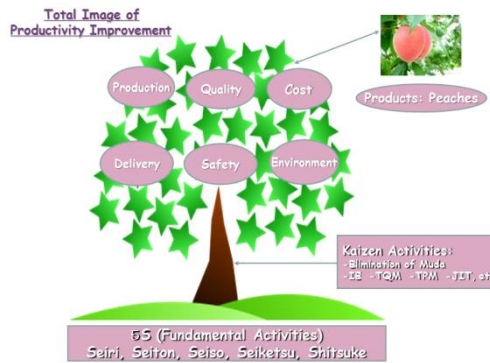 Total Image of
Productivity Improvement
Production
Quality
Cost
Products: Peaches
Delivery
Safety
Environment
Kaizen Activities:
-Elimination of Muda
-IE -TQM -TPM -JIT, et
5S (Fundamental Activities)
Seiri, Seiton, Seiso, Seiketsu, Shitsuke